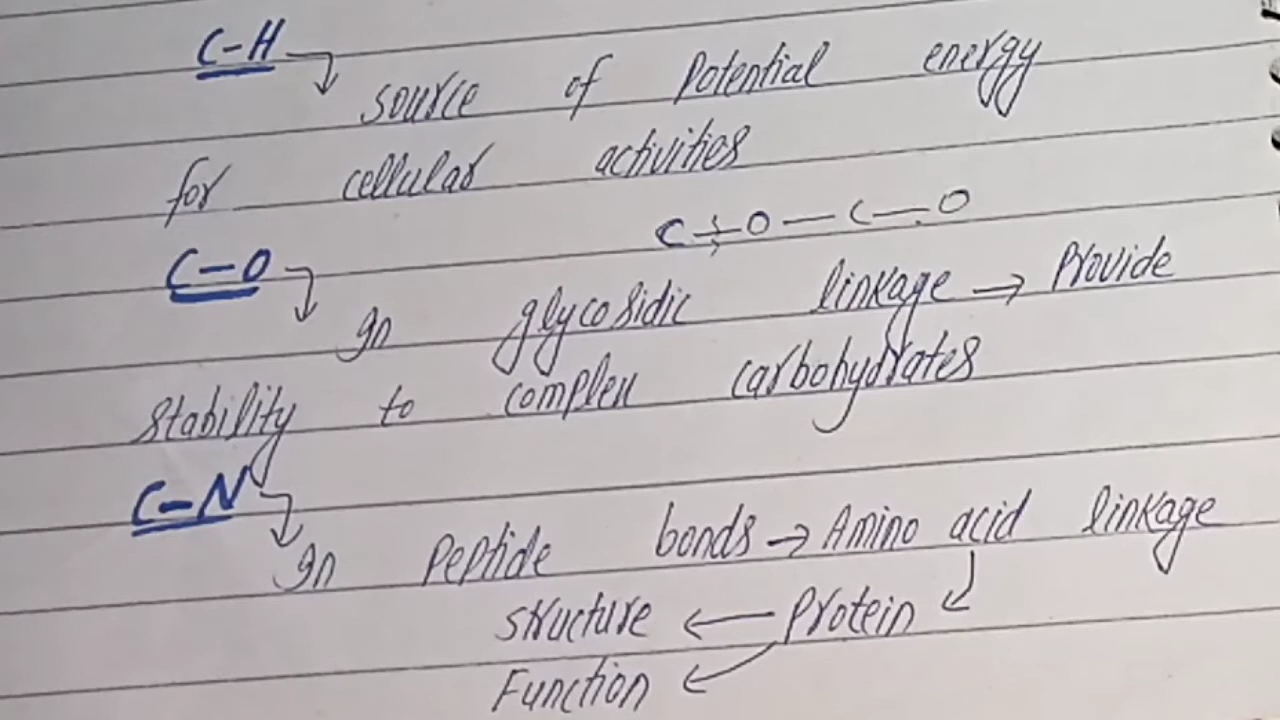 C-H → source of Potential energy
for cellular activities
C-O-C-O
C-O → In glycosidic linkage → Provide
stability to complex carbohydrates
C-N → In Peptide bonds → Amino acid linkage
structure ← Protein ↓
Function ←